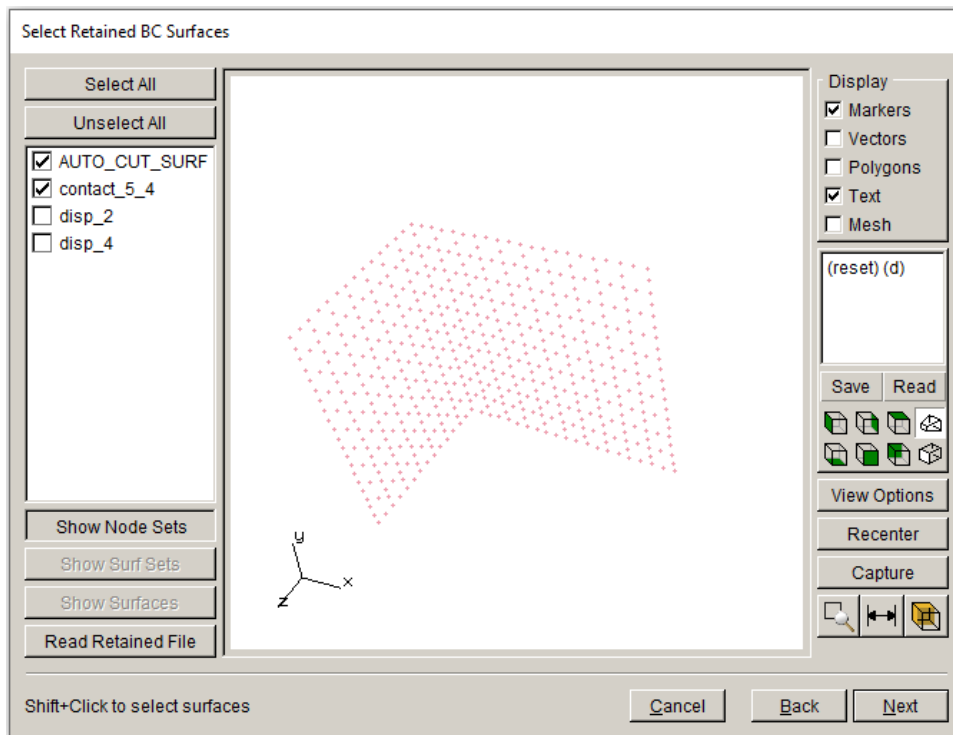 Select Retained BC Surfaces
Select All
Unselect All
AUTO_CUT_SURF
contact_5_4
disp_2
disp_4
Show Node Sets
Show Surf Sets
Show Surfaces
Read Retained File
y
x
z
Display
Markers
Vectors
Polygons
Text
Mesh
(reset) (d)
Save Read
View Options
Recenter
Capture
Shift+Click to select surfaces
Cancel Back Next